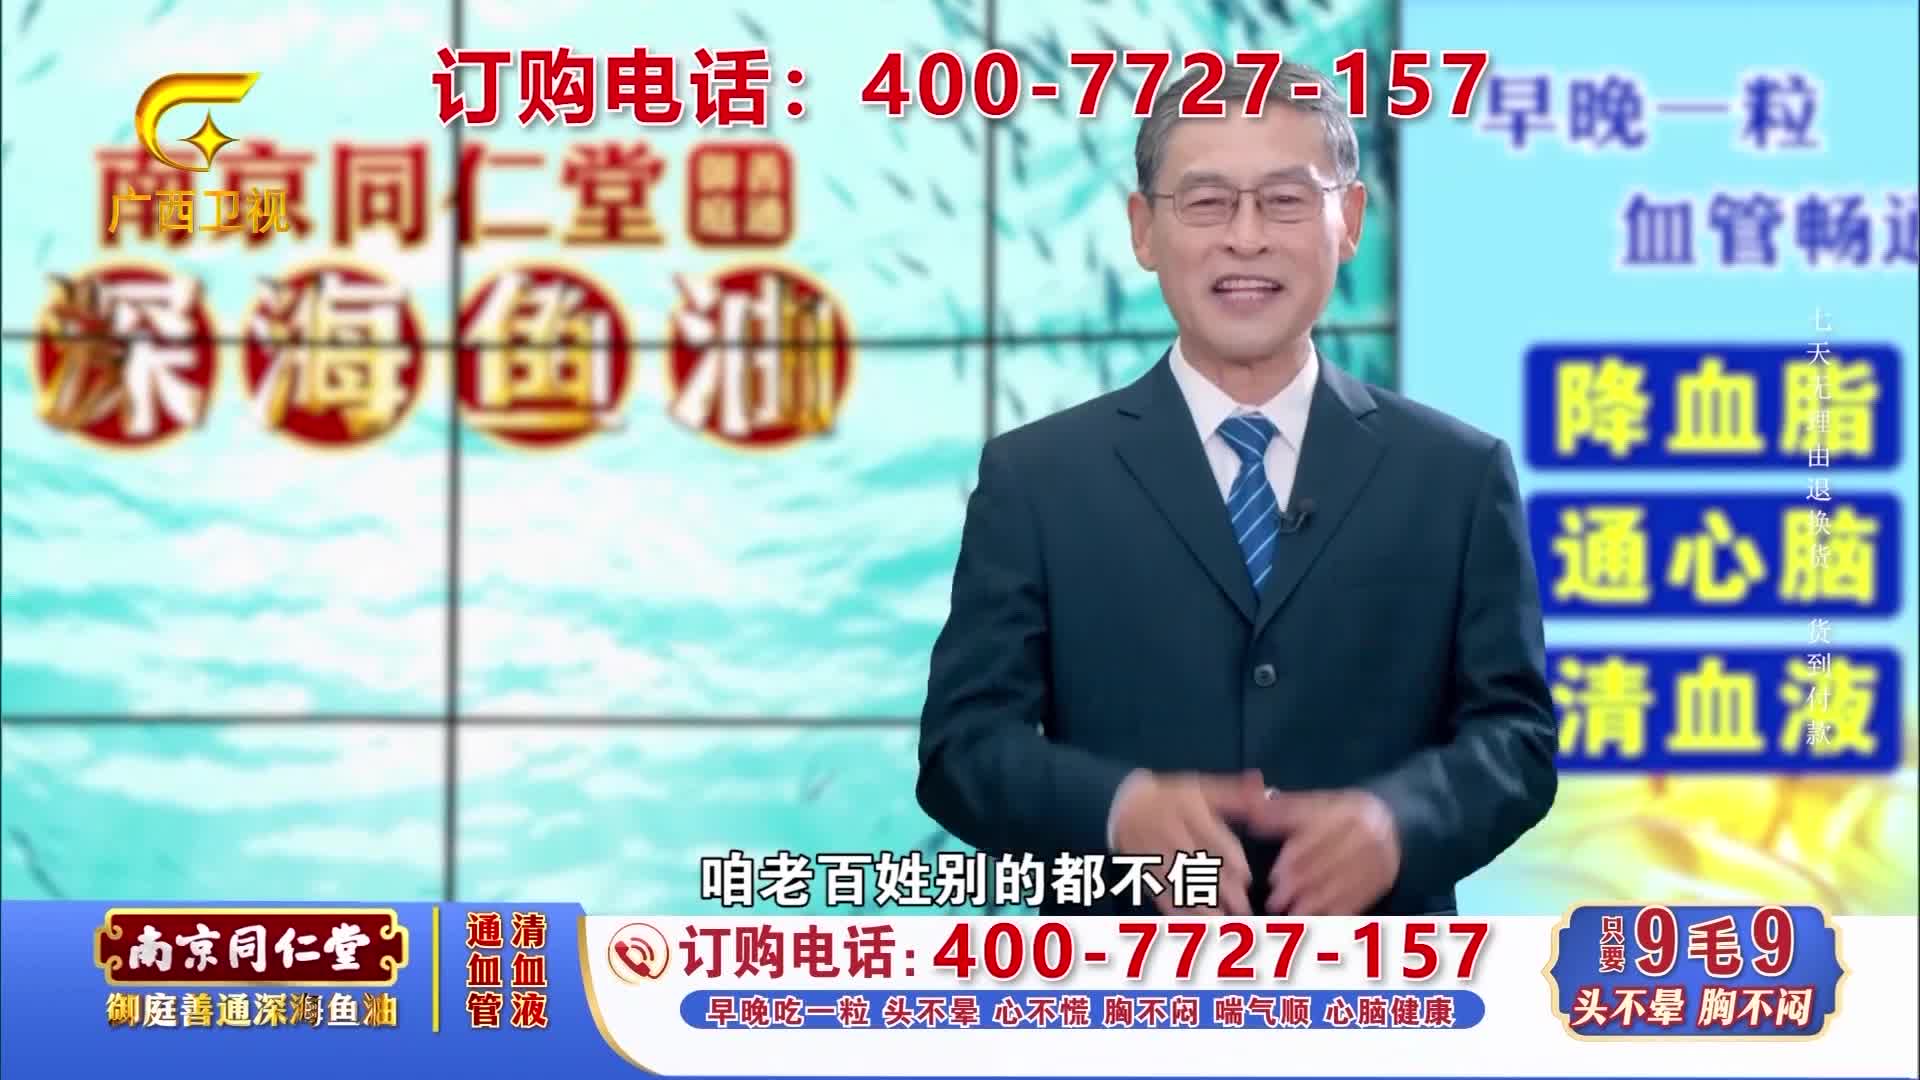 订购电话：400-7727-157
广西卫视
南京同仁堂
御庭善通
深海鱼油
早晚一粒
血管畅通
降血脂
通心脑
清血液
七天无理由退换货 货到付款
咱老百姓别的都不信
南京同仁堂
御庭善通深海鱼油
清血液
通血管
订购电话：400-7727-157
早晚吃一粒 头不晕 心不慌 胸不闷 喘气顺 心脑健康
只要9毛9
头不晕 胸不闷